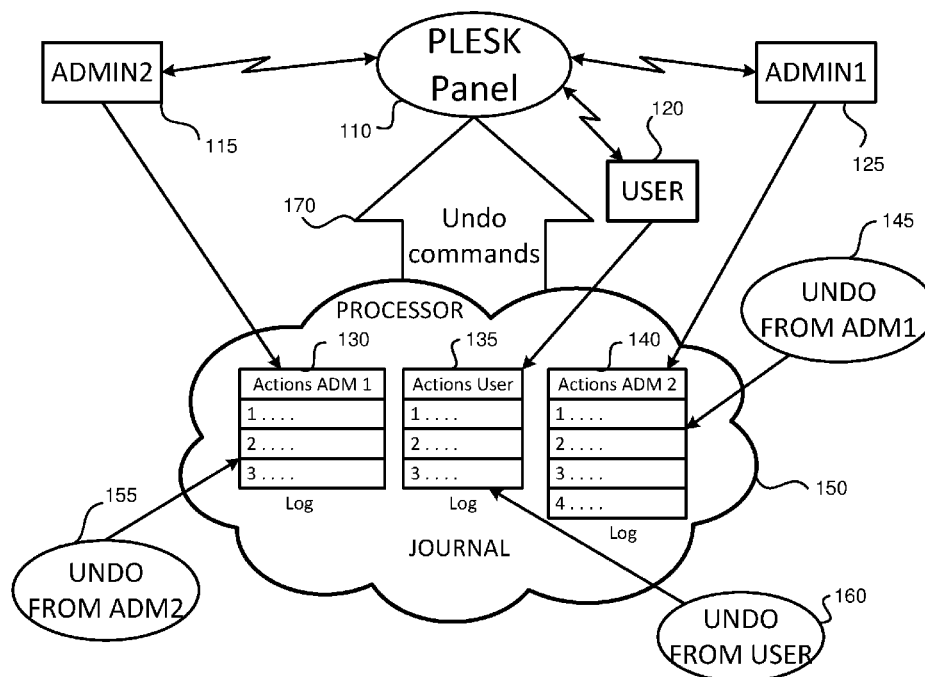 PLESK
Panel
ADMIN2
ADMIN1
110
120
115
125
USER
170
Undo
commands
145
UNDO
FROM ADM1
PROCESSOR
130
135
140
Actions ADM 1
1 . . . .
2 . . . .
3 . . . .
Log
Actions User
1 . . . .
2 . . . .
3 . . . .
Log
Actions ADM 2
1 . . . .
2 . . . .
3 . . . .
4 . . . .
Log
150
155
JOURNAL
UNDO
FROM ADM2
160
UNDO
FROM USER